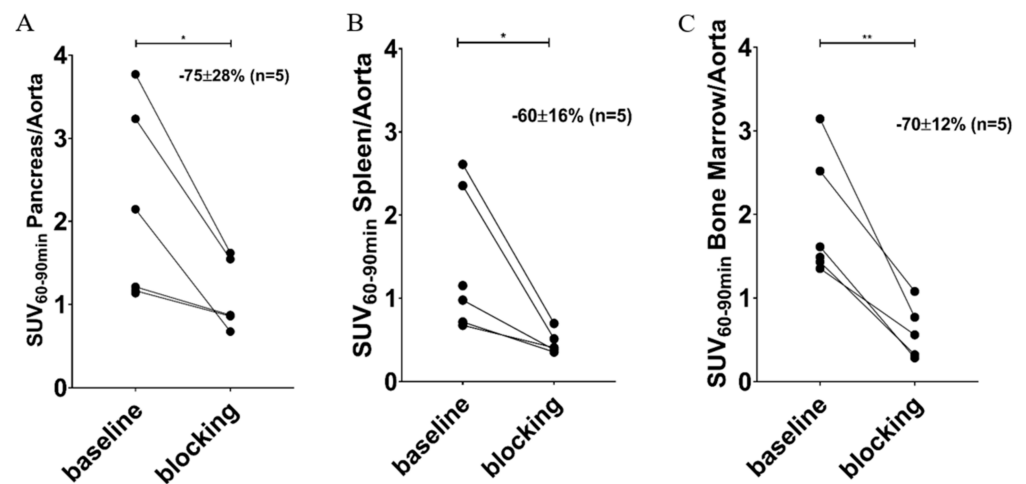 A
*
-75±28% (n=5)
SUV60-90min Pancreas/Aorta
4
3
2
1
0
baseline
blocking
B
*
-60±16% (n=5)
SUV60-90min Spleen/Aorta
4
3
2
1
0
baseline
blocking
C
**
-70±12% (n=5)
SUV60-90min Bone Marrow/Aorta
4
3
2
1
0
baseline
blocking